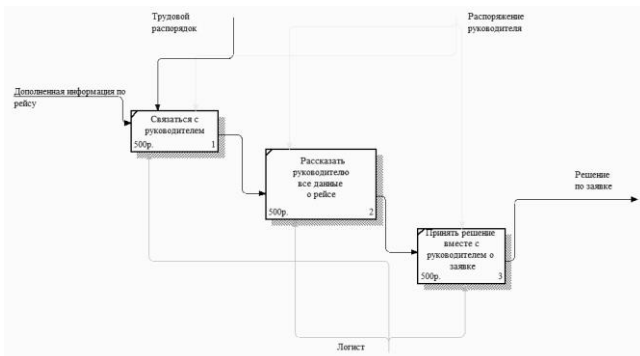 Трудовой
распорядок
Распоряжение
руководителя
Дополненная информация по
рейсу
Связаться с
руководителем
500р. 1
Рассказать
руководителю
все данные
о рейсе
500р. 2
Решение
по заявке
Принять решение
вместе с
руководителем о
заявке
500р. 3
Логист